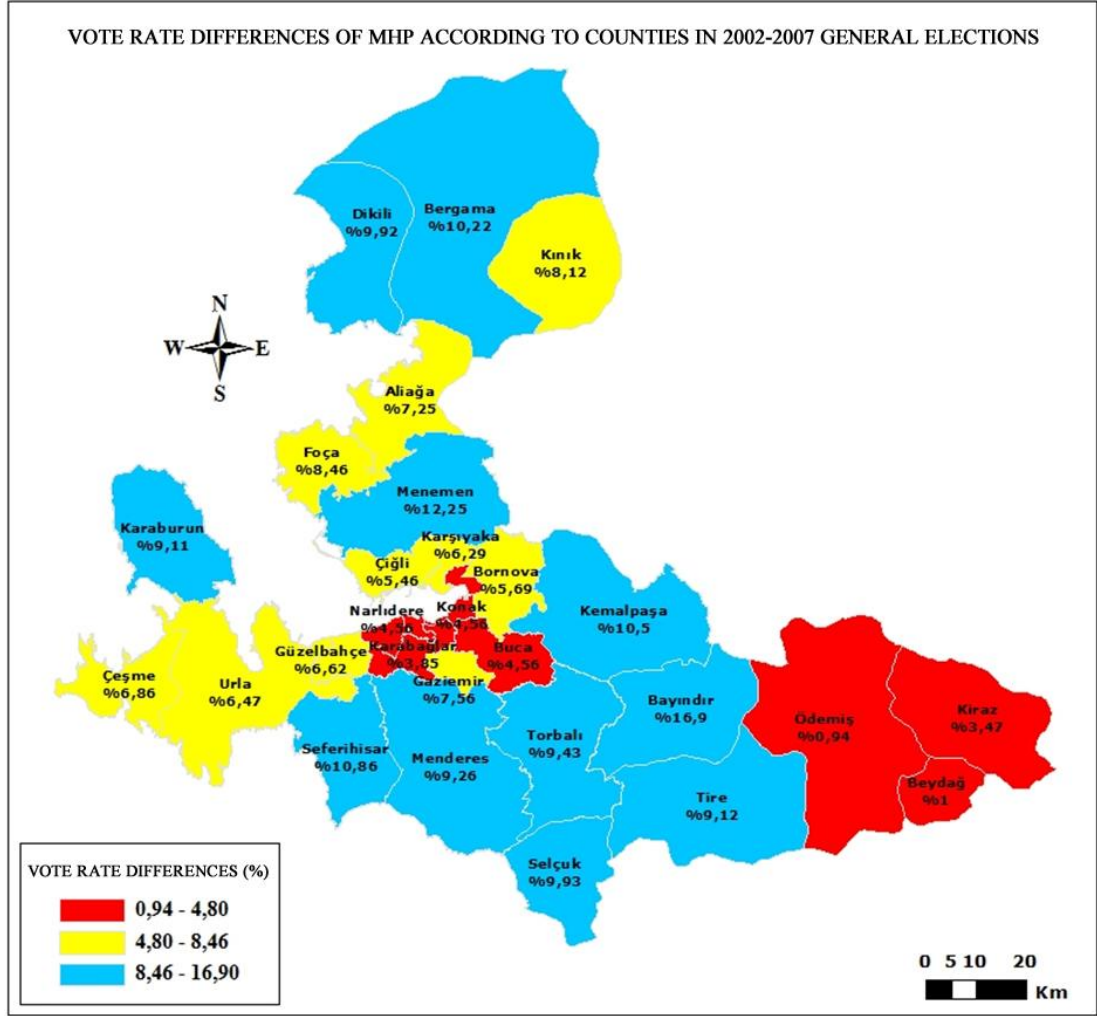 VOTE RATE DIFFERENCES OF MHP ACCORDING TO COUNTIES IN 2002-2007 GENERAL ELECTIONS
Dikili
%9,92
Bergama
%10,22
Kınık
%8,12
N
W E
S
Aliağa
%7,25
Foça
%8,46
Menemen
%12,25
Karaburun
%9,11
Karşıyaka
%6,29
Çiğli
%5,46
Bornova
%5,69
Narlıdere
%4,56
Konak
%4,56
Kemalpaşa
%10,5
Karabağlar
%3,85
Buca
%4,56
Güzelbahçe
%6,62
Gaziemir
%7,56
Çeşme
%6,86
Urla
%6,47
Bayındır
%16,9
Ödemiş
%0,94
Kiraz
%3,47
Seferihisar
%10,86
Menderes
%9,26
Torbalı
%9,43
Beydağ
%1
Tire
%9,12
Selçuk
%9,93
VOTE RATE DIFFERENCES (%)
0,94 - 4,80
4,80 - 8,46
8,46 - 16,90
0 5 10 20
Km